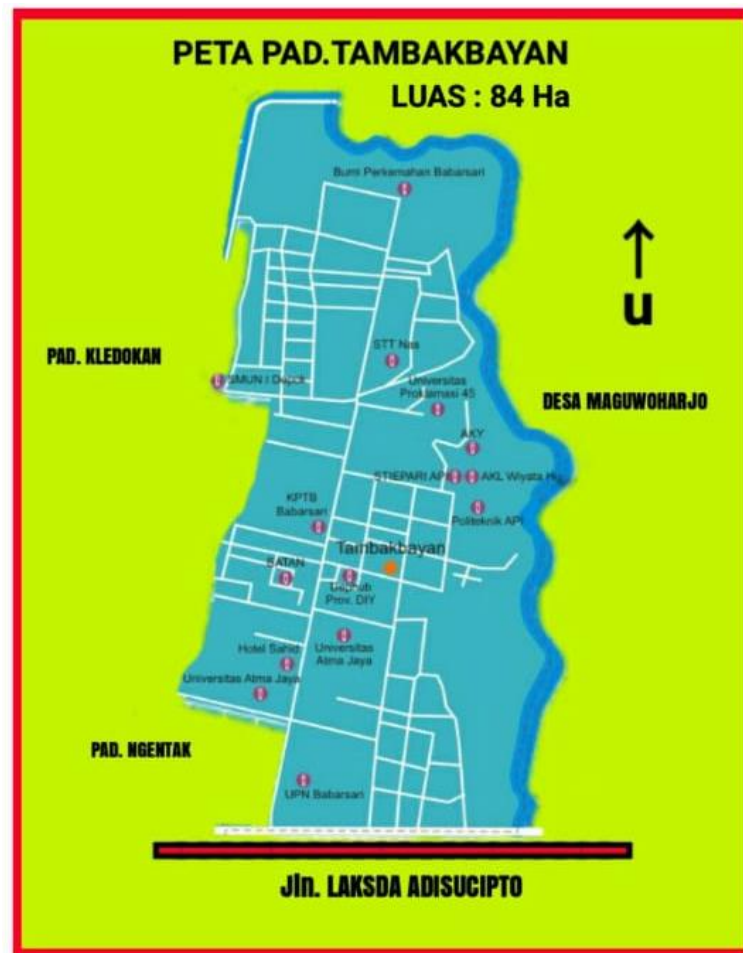 PETA PAD.TAMBAKBAYAN
LUAS : 84 Ha
Bumi Perkemahan Babarsari
u
PAD. KLEDOKAN
STT Nas
SMUN I Depok
Universitas
Proklamasi 45
DESA MAGUWOHARJO
AKY
STIEPARI API
AKL Wiyata Hu
Politeknik API
KPTB
Babarsari
Tambakbayan
BATAN
Dephub
Prov. DIY
Hotel Sahid
Universitas
Atma Jaya
Universitas Atma Jaya
PAD. NGENTAK
UPN Babarsari
Jln. LAKSDA ADISUCIPTO